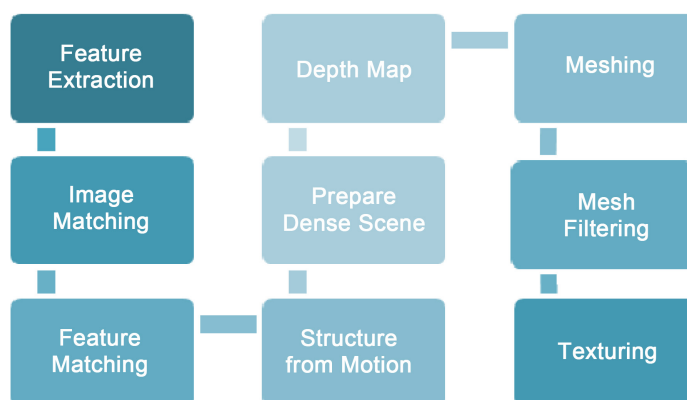 Feature
Extraction
Image
Matching
Feature
Matching
Structure
from Motion
Prepare
Dense Scene
Depth Map
Meshing
Mesh
Filtering
Texturing